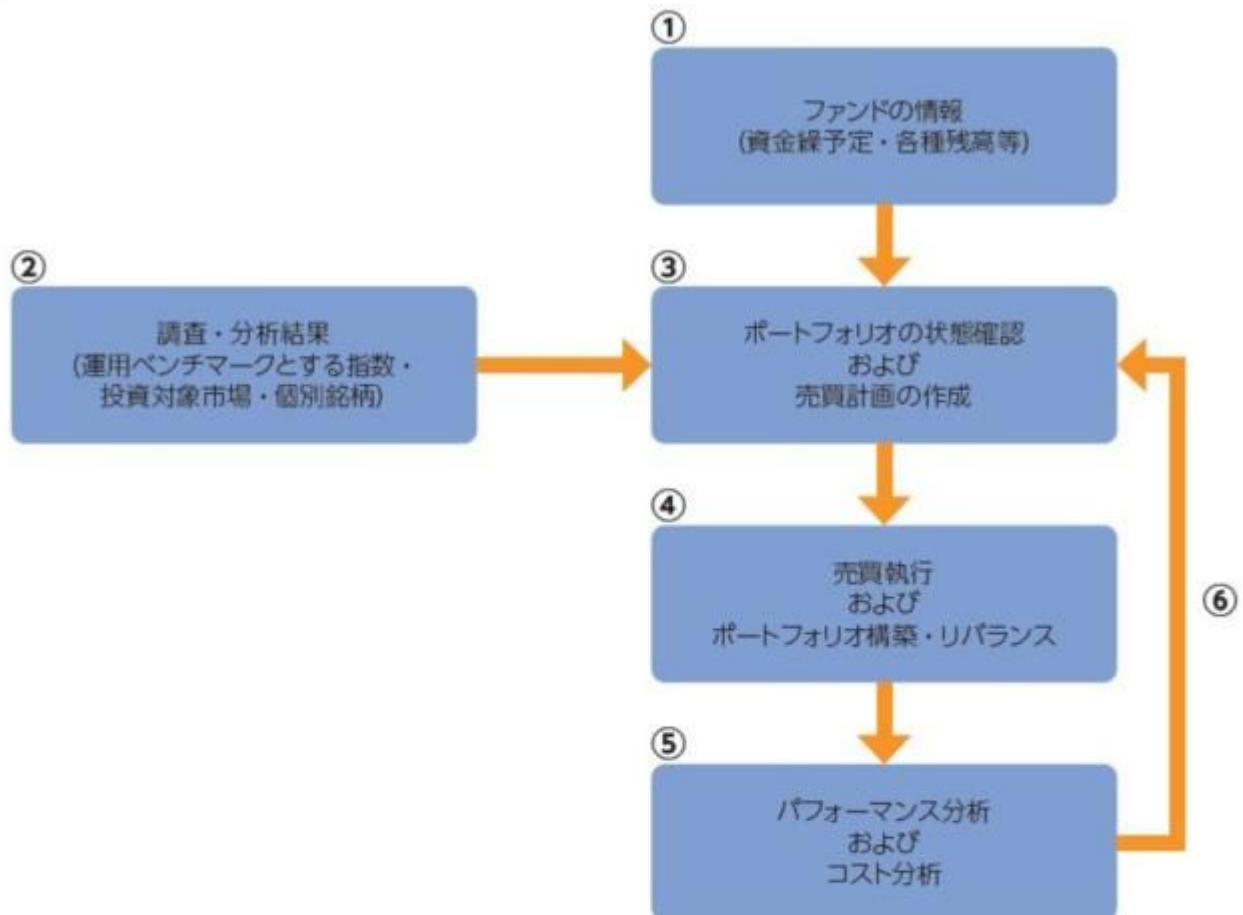 ①
ファンドの情報
(資金繰予定・各種残高等)
②
調査・分析結果
(運用ベンチマークとする指数・
投資対象市場・個別銘柄)
③
ポートフォリオの状態確認
および
売買計画の作成
④
売買執行
および
ポートフォリオ構築・リバランス
⑥
⑤
パフォーマンス分析
および
コスト分析